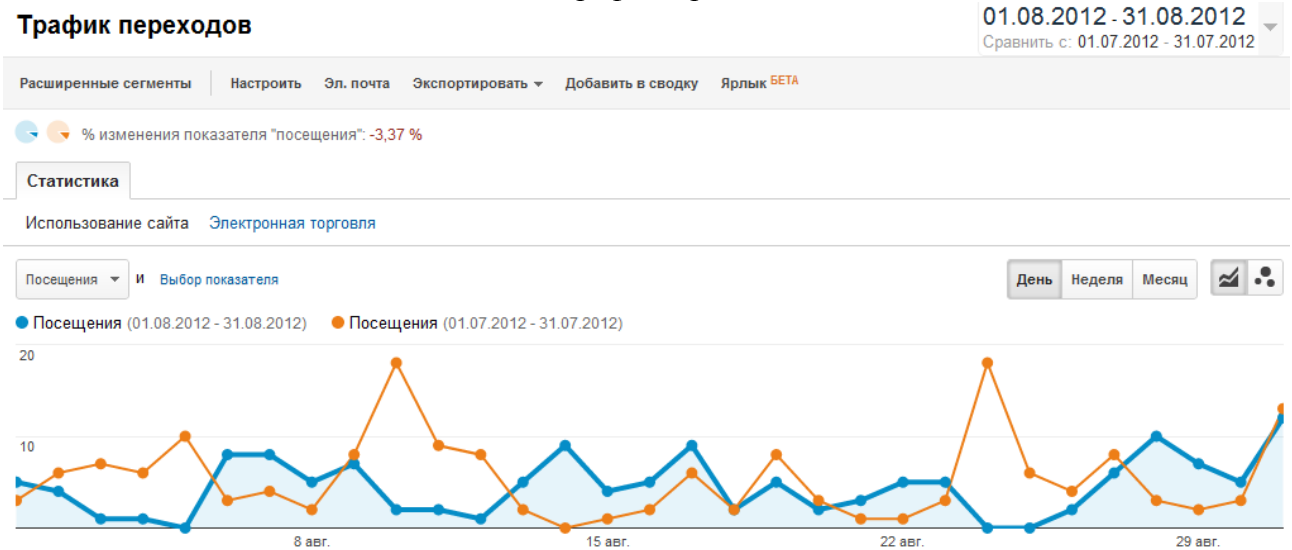 Трафик переходов
01.08.2012 - 31.08.2012
Сравнить с: 01.07.2012 - 31.07.2012
Расширенные сегменты Настроить Эл. почта Экспортировать Добавить в сводку Ярлык БЕТА
% изменения показателя "посещения": -3,37 %
Статистика
Использование сайта Электронная торговля
Посещения и Выбор показателя День Неделя Месяц
Посещения (01.08.2012 - 31.08.2012) Посещения (01.07.2012 - 31.07.2012)
20
10
8 авг. 15 авг. 22 авг. 29 авг.